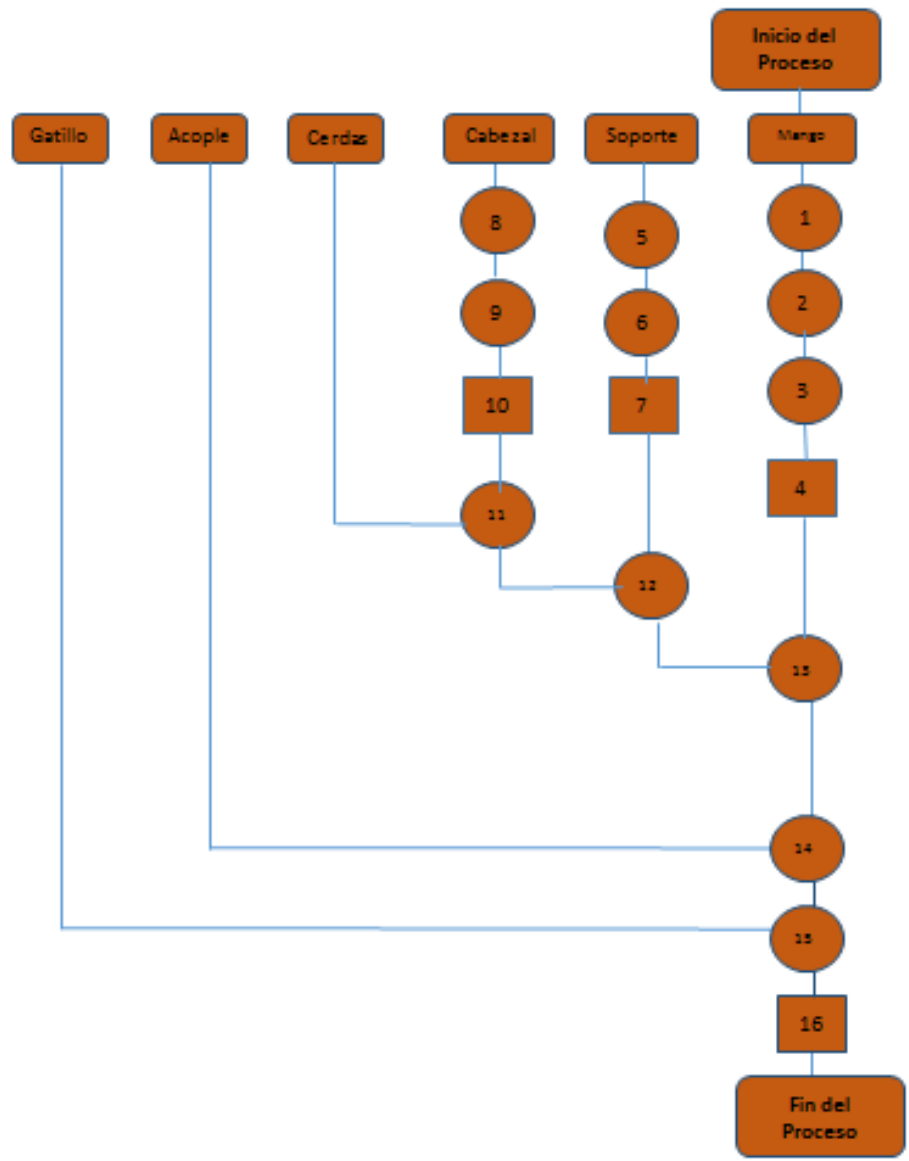 Inicio del
Proceso
Gatillo
Acople
Cerdas
Cabezal
Soporte
Mango
8
5
1
9
6
2
10
7
3
4
11
12
13
14
15
16
Fin del
Proceso